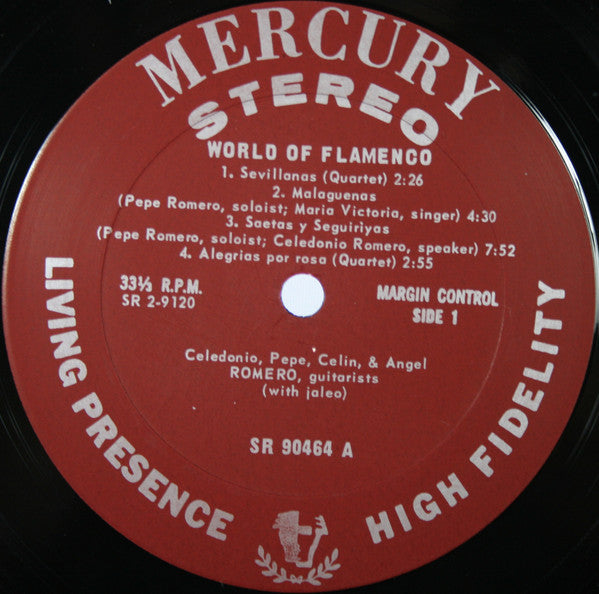 MERCURY
STEREO
WORLD OF FLAMENCO
1. Sevillanas (Quartet) 2:26
2. Malaguenas
(Pepe Romero, soloist; Maria Victoria, singer) 4:30
3. Saetas y Seguiriyas
(Pepe Romero, soloist; Celedonio Romero, speaker) 7:52
4. Alegrias por rosa (Quartet) 2:55
33⅓ R.P.M.
SR 2-9120
MARGIN CONTROL
SIDE 1
Celedonio, Pepe, Celin, & Angel
ROMERO, guitarists
(with jaleo)
SR 90464 A
LIVING PRESENCE
HIGH FIDELITY